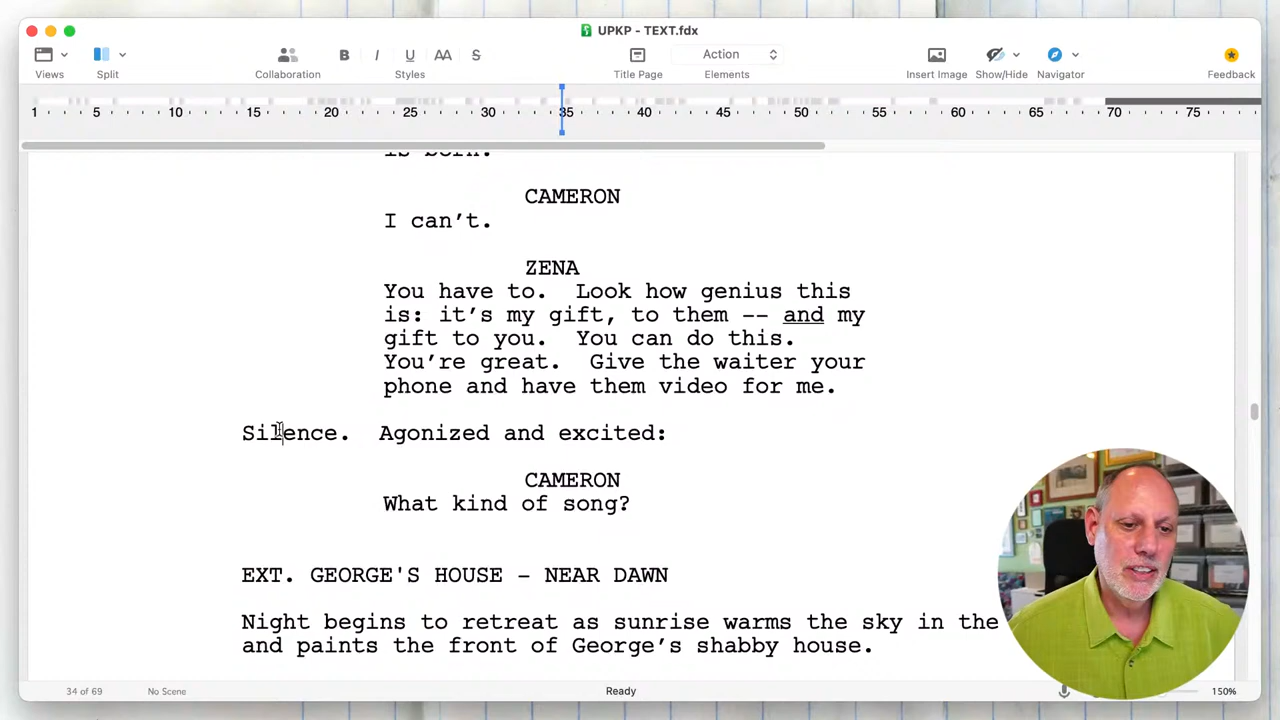 UPKP - TEXT.fdx
Views
Split
Collaboration
B I U AA S
Styles
Title Page
Action
Elements
Insert Image
Show/Hide
Navigator
Feedback
1 5 10 15 20 25 30 35 40 45 50 55 60 65 70 75
is born.
CAMERON
I can’t.
ZENA
You have to.  Look how genius this
is: it’s my gift, to them -- and my
gift to you.  You can do this.
You’re great.  Give the waiter your
phone and have them video for me.
Silence.  Agonized and excited:
CAMERON
What kind of song?
EXT. GEORGE'S HOUSE – NEAR DAWN
Night begins to retreat as sunrise warms the sky in the
and paints the front of George’s shabby house.
34 of 69
No Scene
Ready
150%